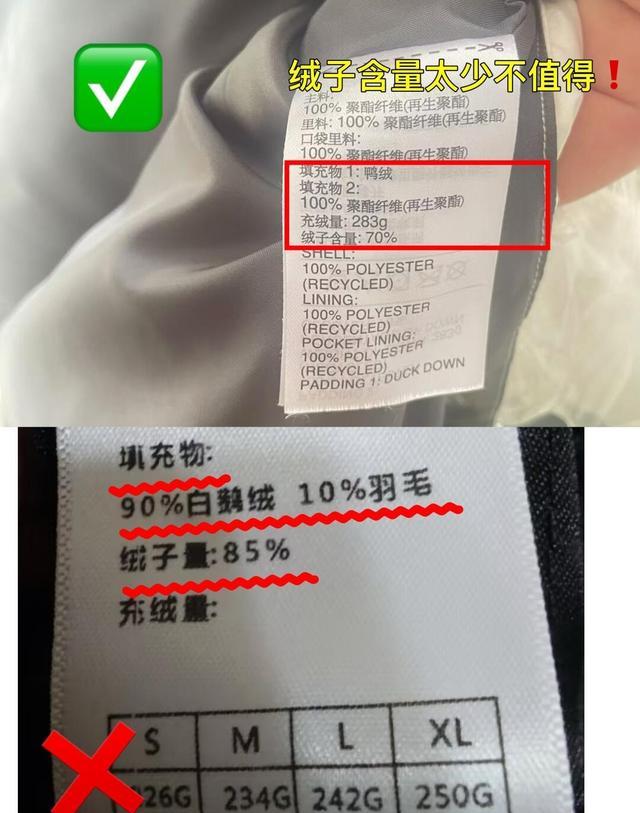 绒子含量太少不值得❗
主料:
100% 聚酯纤维(再生聚酯)
里料: 100% 聚酯纤维(再生聚酯)
口袋里料:
100% 聚酯纤维(再生聚酯)
填充物 1: 鸭绒
填充物 2:
100% 聚酯纤维(再生聚酯)
充绒量: 283g
绒子含量: 70%
SHELL:
100% POLYESTER
(RECYCLED)
LINING:
100% POLYESTER
(RECYCLED)
POCKET LINING:
100% POLYESTER
(RECYCLED)
PADDING 1: DUCK DOWN
填充物:
90%白鹅绒 10%羽毛
绒子量:85%
充绒量:
S M L XL
26G 234G 242G 250G